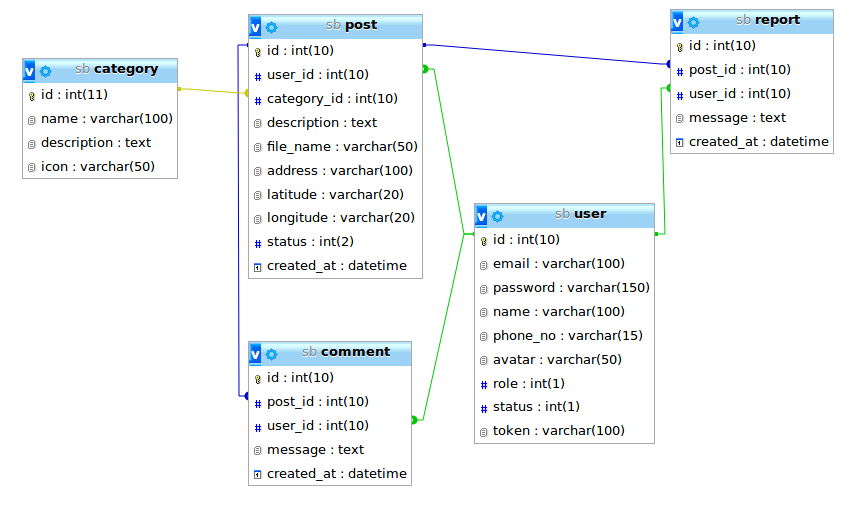 v sb category
id : int(11)
name : varchar(100)
description : text
icon : varchar(50)
v sb post
id : int(10)
# user_id : int(10)
# category_id : int(10)
description : text
file_name : varchar(50)
address : varchar(100)
latitude : varchar(20)
longitude : varchar(20)
# status : int(2)
created_at : datetime
v sb comment
id : int(10)
# post_id : int(10)
# user_id : int(10)
message : text
created_at : datetime
v sb user
id : int(10)
email : varchar(100)
password : varchar(150)
name : varchar(100)
phone_no : varchar(15)
avatar : varchar(50)
# role : int(1)
# status : int(1)
token : varchar(100)
v sb report
id : int(10)
# post_id : int(10)
# user_id : int(10)
message : text
created_at : datetime